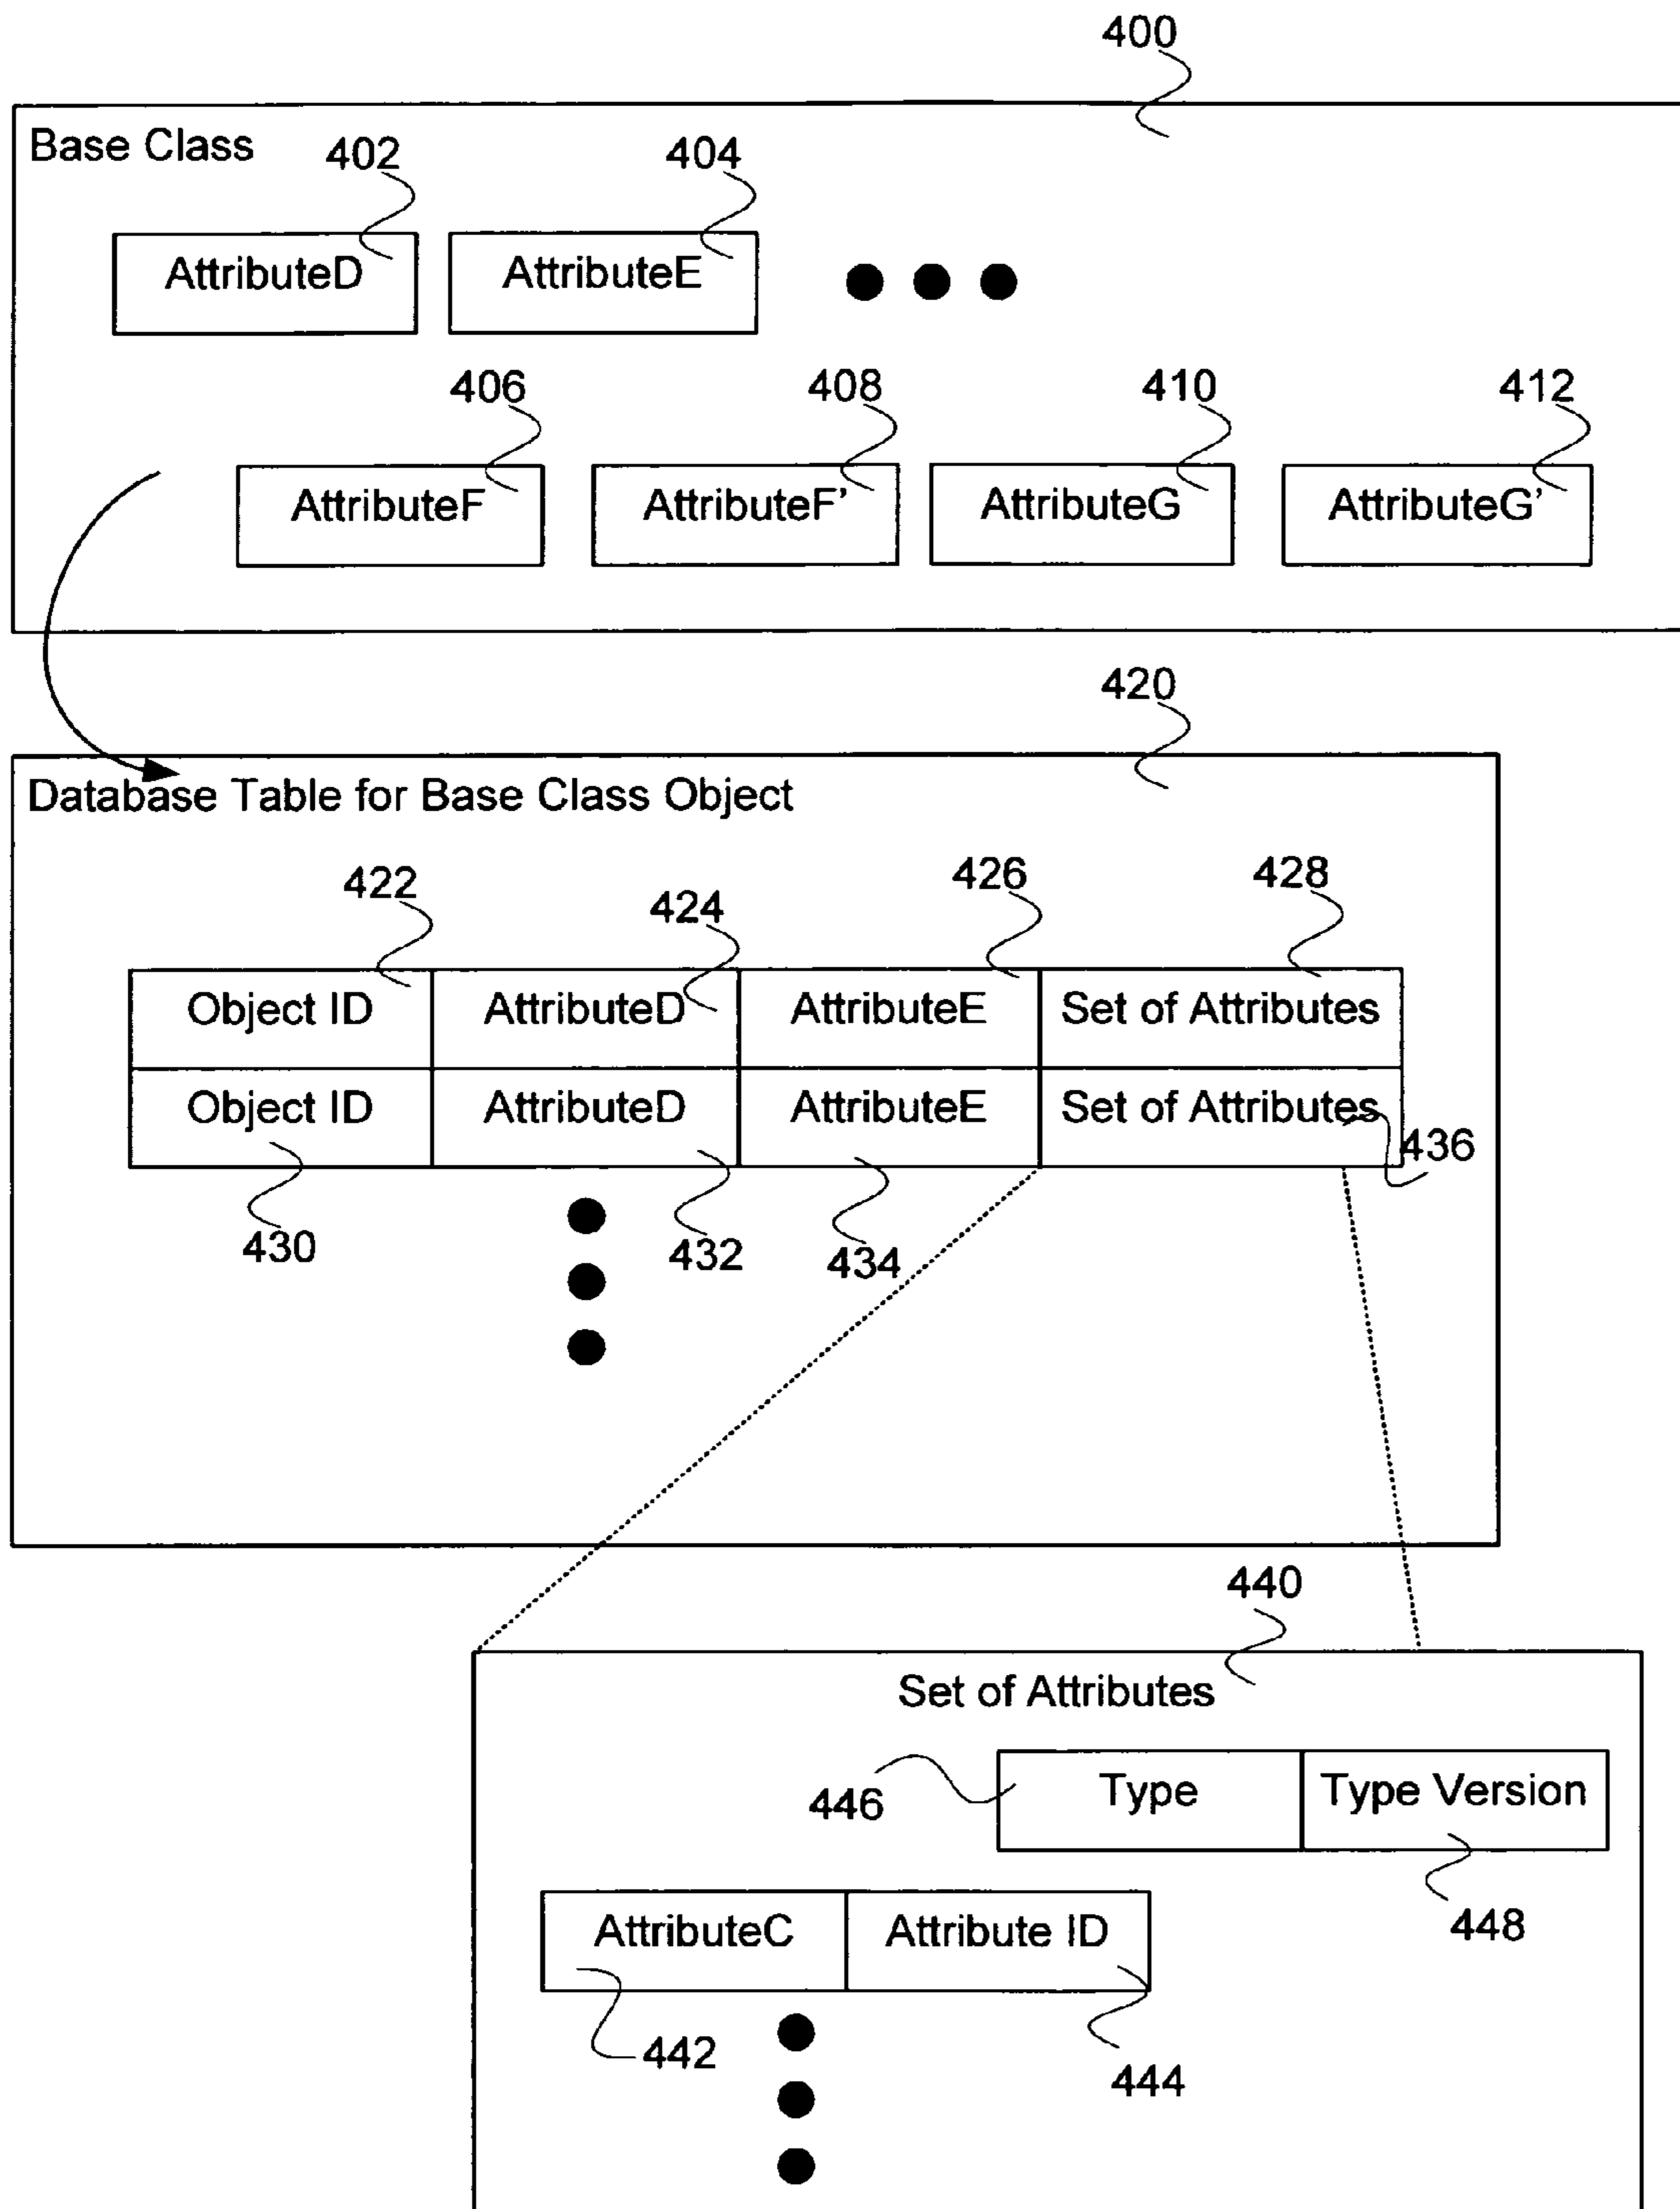 400
Base Class
402
404
AttributeD
AttributeE
406
408
410
412
AttributeF
AttributeF'
AttributeG
AttributeG'
420
Database Table for Base Class Object
422
424
426
428
Object ID
AttributeD
AttributeE
Set of Attributes
Object ID
AttributeD
AttributeE
Set of Attributes
436
430
432
434
440
Set of Attributes
446
Type
Type Version
448
AttributeC
Attribute ID
442
444